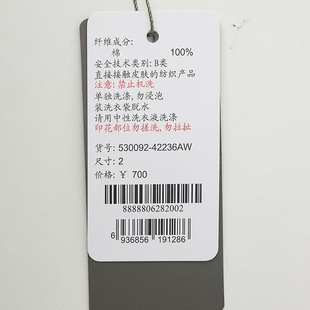 纤维成分:
棉 100%
安全技术类别: B类
直接接触皮肤的纺织产品
注意: 禁止机洗
单独洗涤, 勿浸泡
装洗衣袋脱水
请用中性洗衣液洗涤
印花部位勿搓洗, 勿拉扯
货号: 530092-42236AW
尺寸: 2
价格: ¥ 700
8888806282002
6 936856 191286